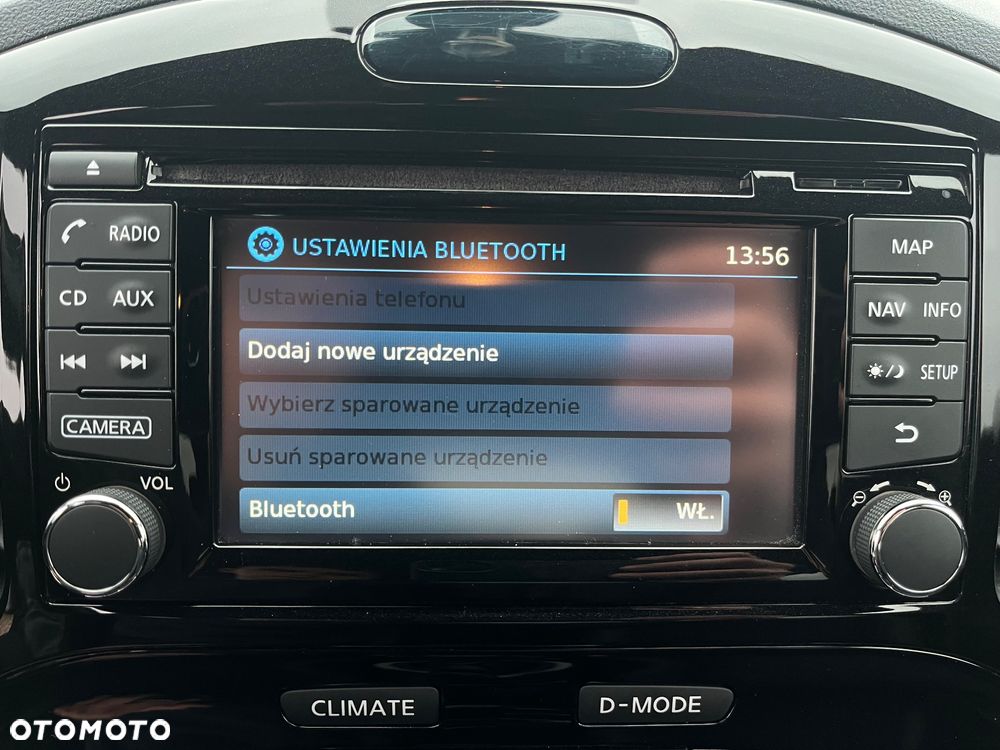 USTAWIENIA BLUETOOTH 13:56
Ustawienia telefonu
Dodaj nowe urządzenie
Wybierz sparowane urządzenie
Usuń sparowane urządzenie
Bluetooth WŁ.
RADIO
CD AUX
CAMERA
VOL
MAP
NAV INFO
SETUP
CLIMATE
D-MODE
OTOMOTO